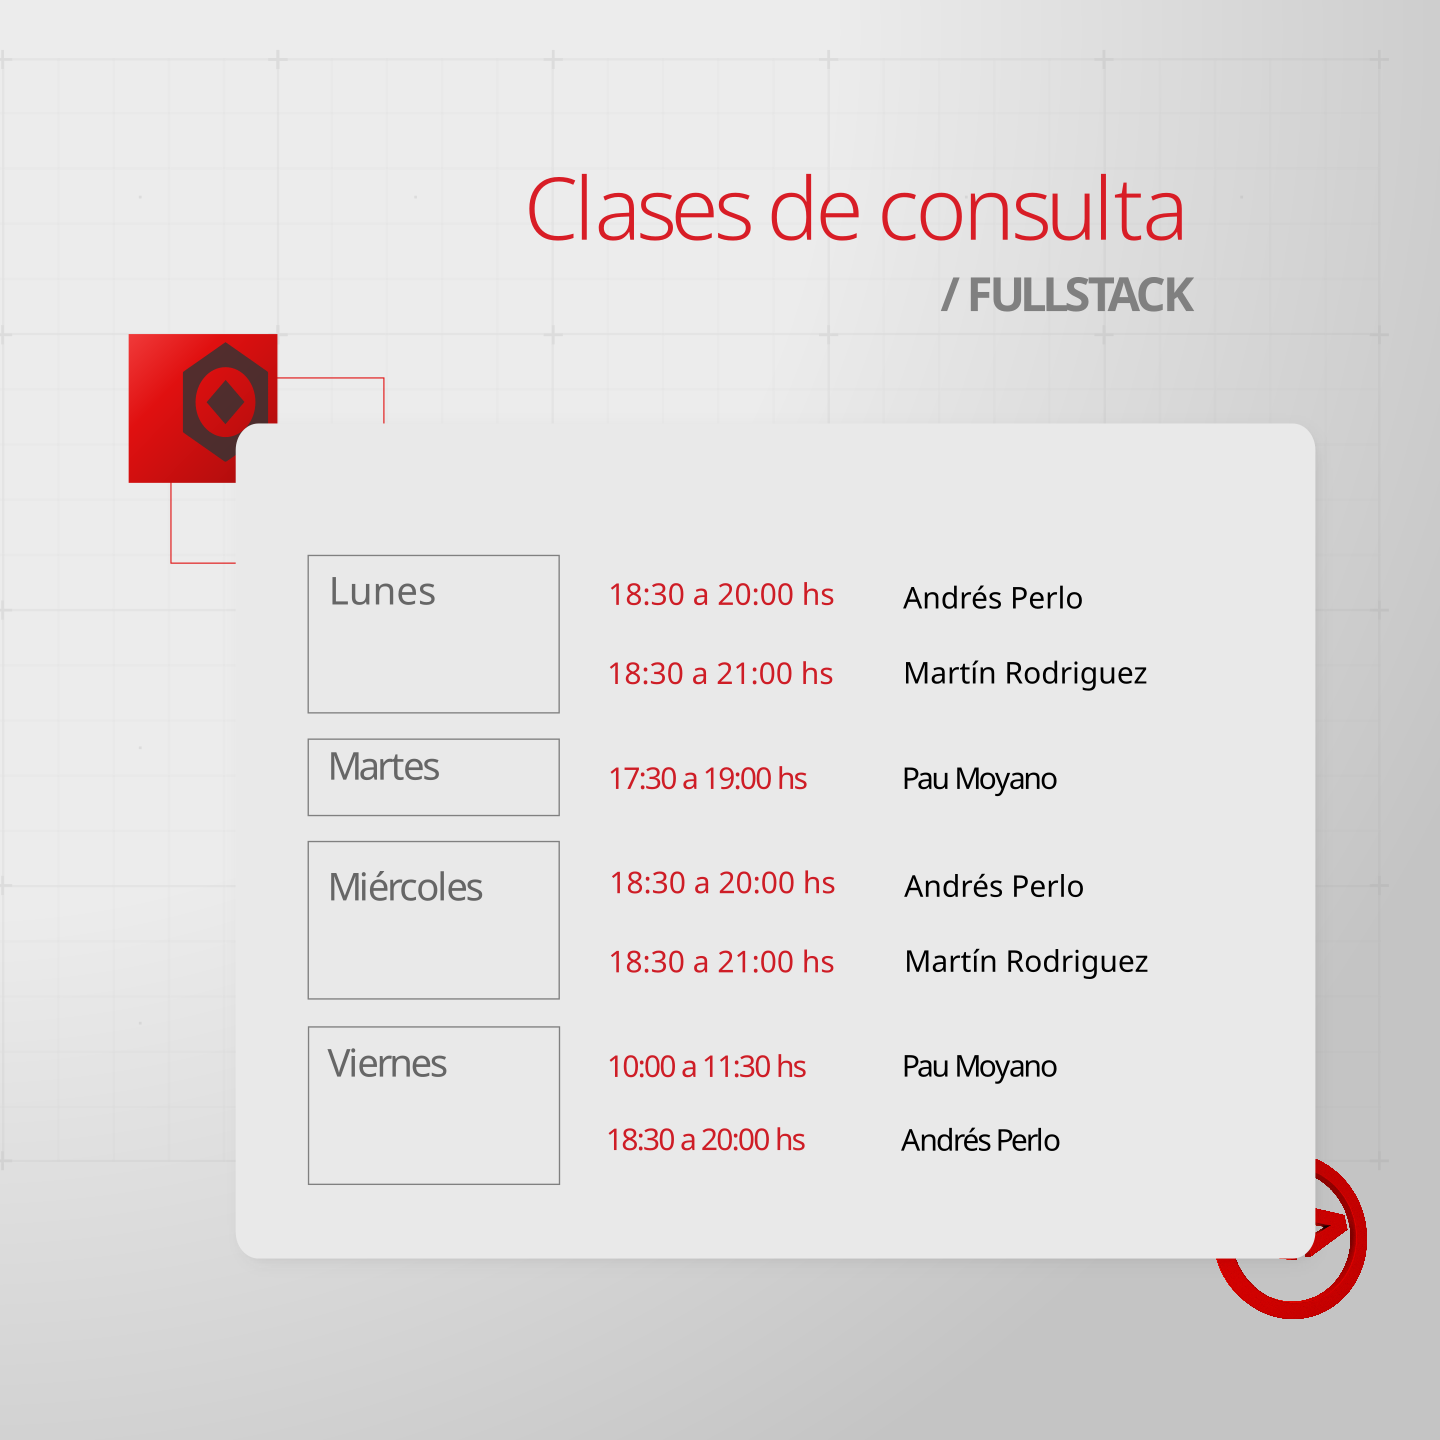 Clases de consulta
/ FULLSTACK
Lunes
18:30 a 20:00 hs Andrés Perlo
18:30 a 21:00 hs Martín Rodriguez
Martes
17:30 a 19:00 hs Pau Moyano
Miércoles
18:30 a 20:00 hs Andrés Perlo
18:30 a 21:00 hs Martín Rodriguez
Viernes
10:00 a 11:30 hs Pau Moyano
18:30 a 20:00 hs Andrés Perlo